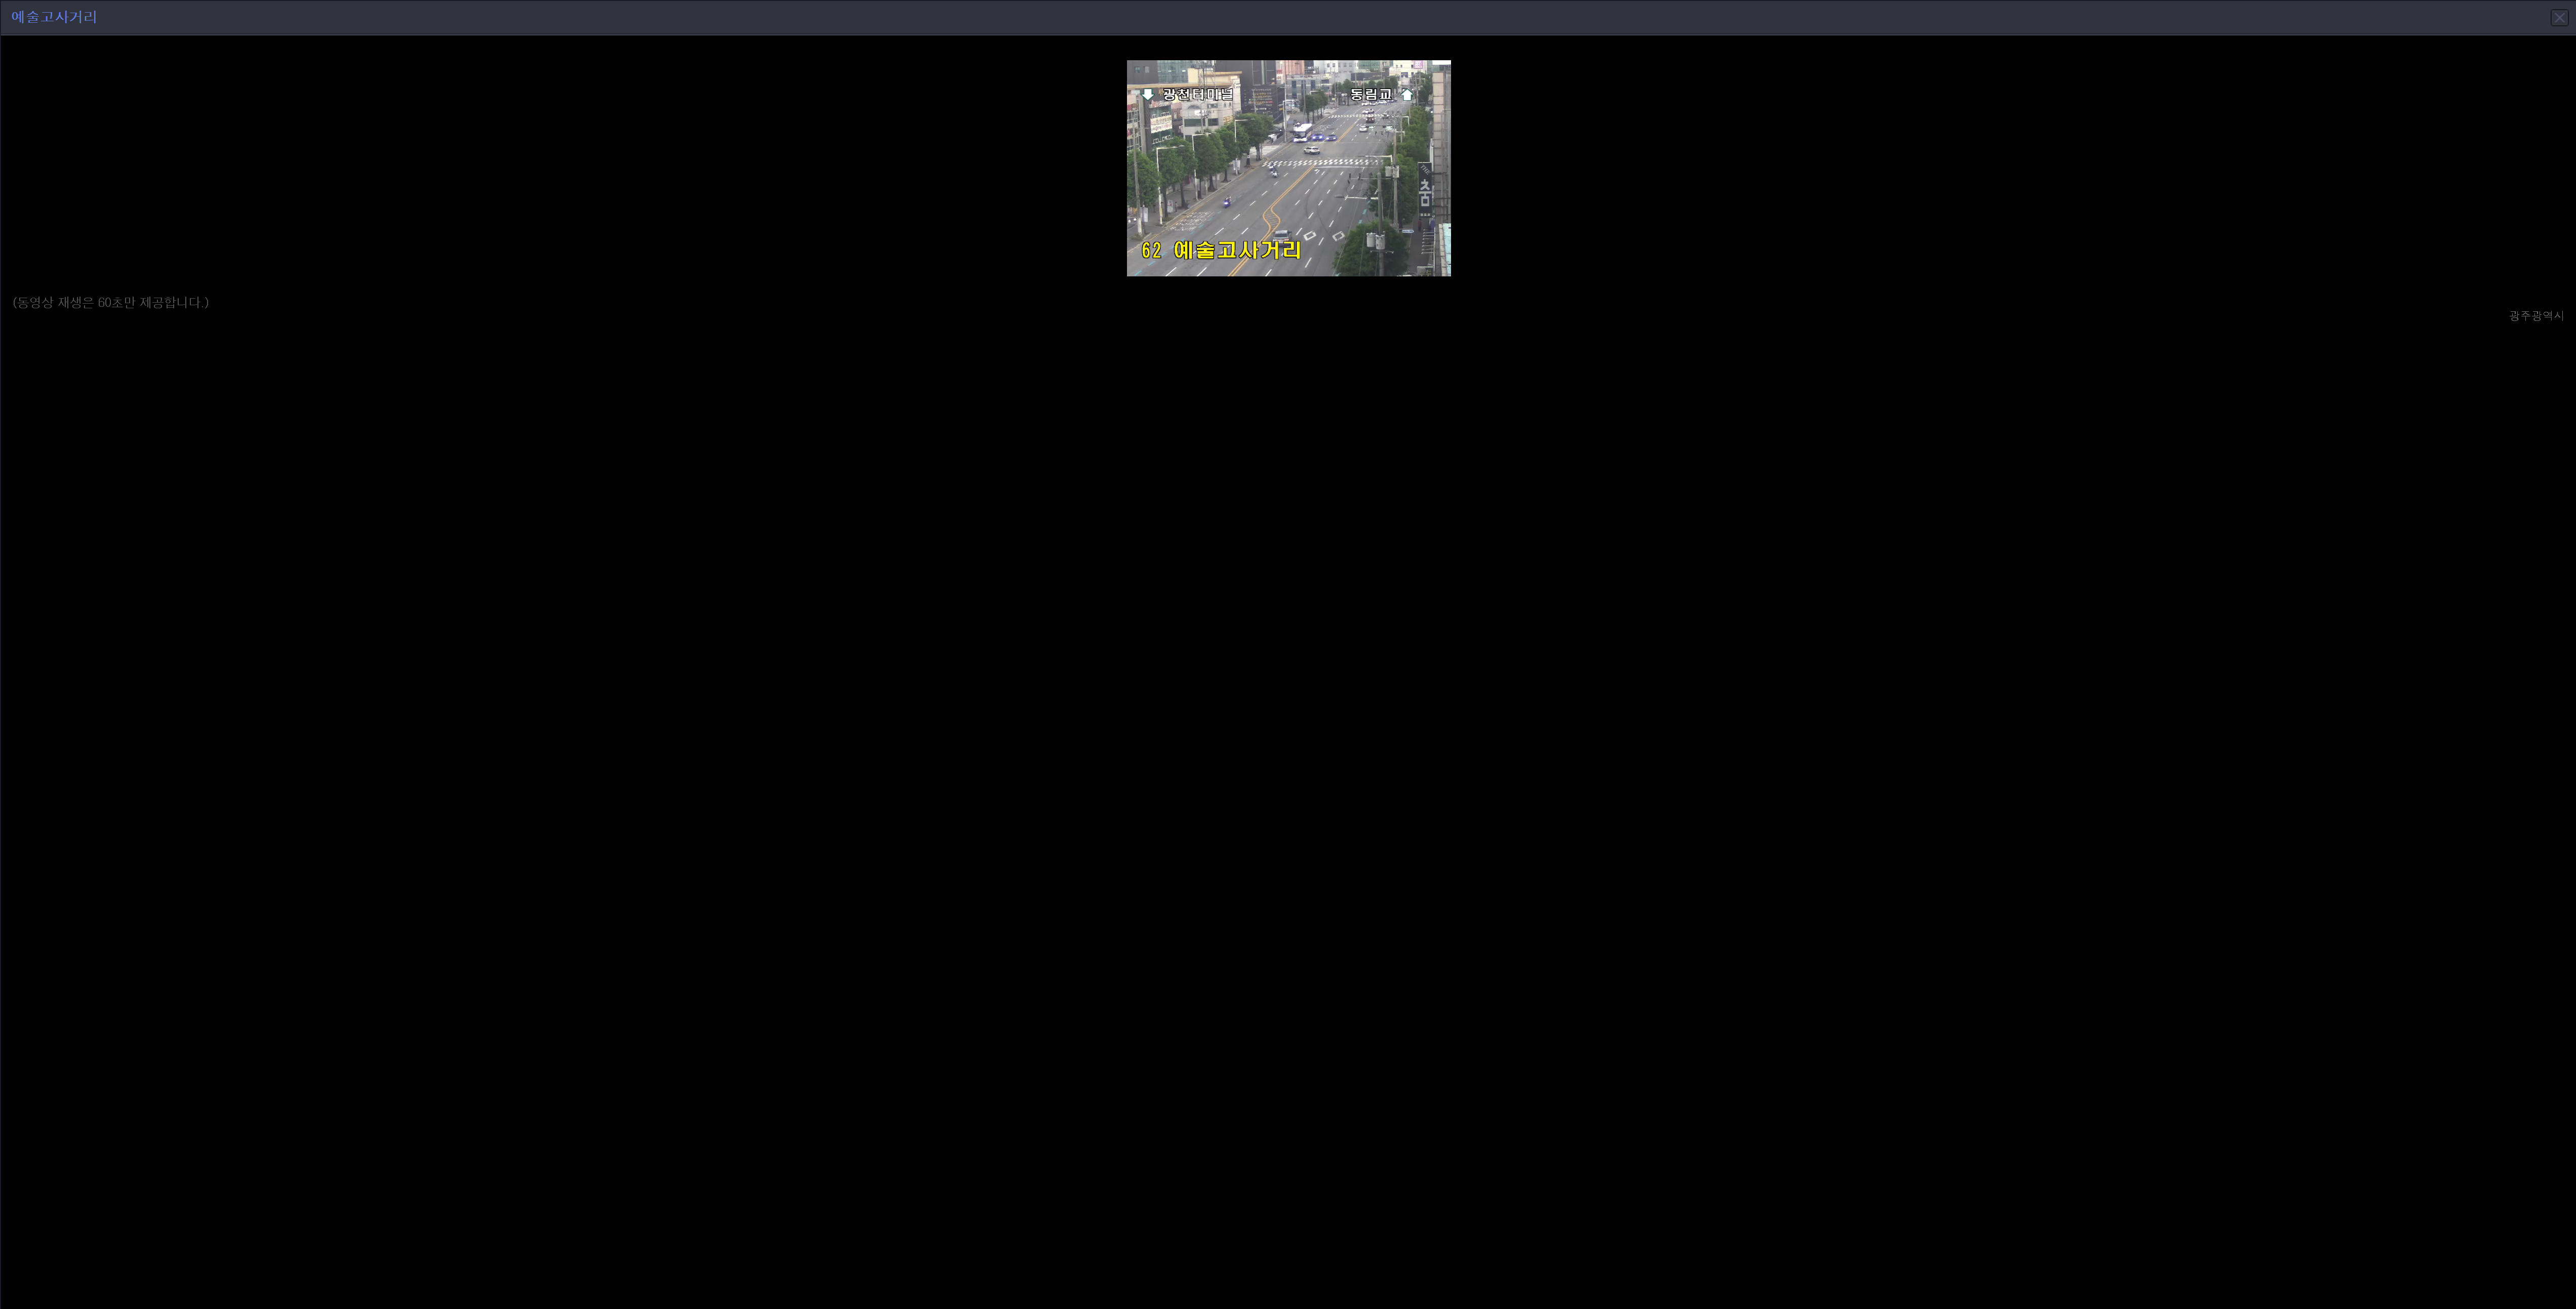 예술고사거리
광천터미널 동림교
춤
62 예술고사거리
(동영상 재생은 60초만 제공합니다.)
광주광역시